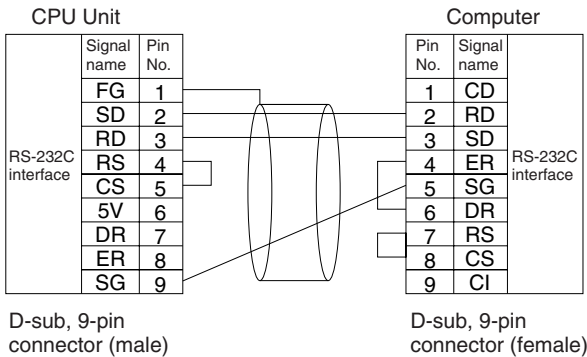 CPU Unit
Computer
Signal name Pin No.
FG 1
SD 2
RD 3
RS 4
CS 5
5V 6
DR 7
ER 8
SG 9
RS-232C
interface
Pin No. Signal name
1 CD
2 RD
3 SD
4 ER
5 SG
6 DR
7 RS
8 CS
9 CI
RS-232C
interface
D-sub, 9-pin
connector (male)
D-sub, 9-pin
connector (female)